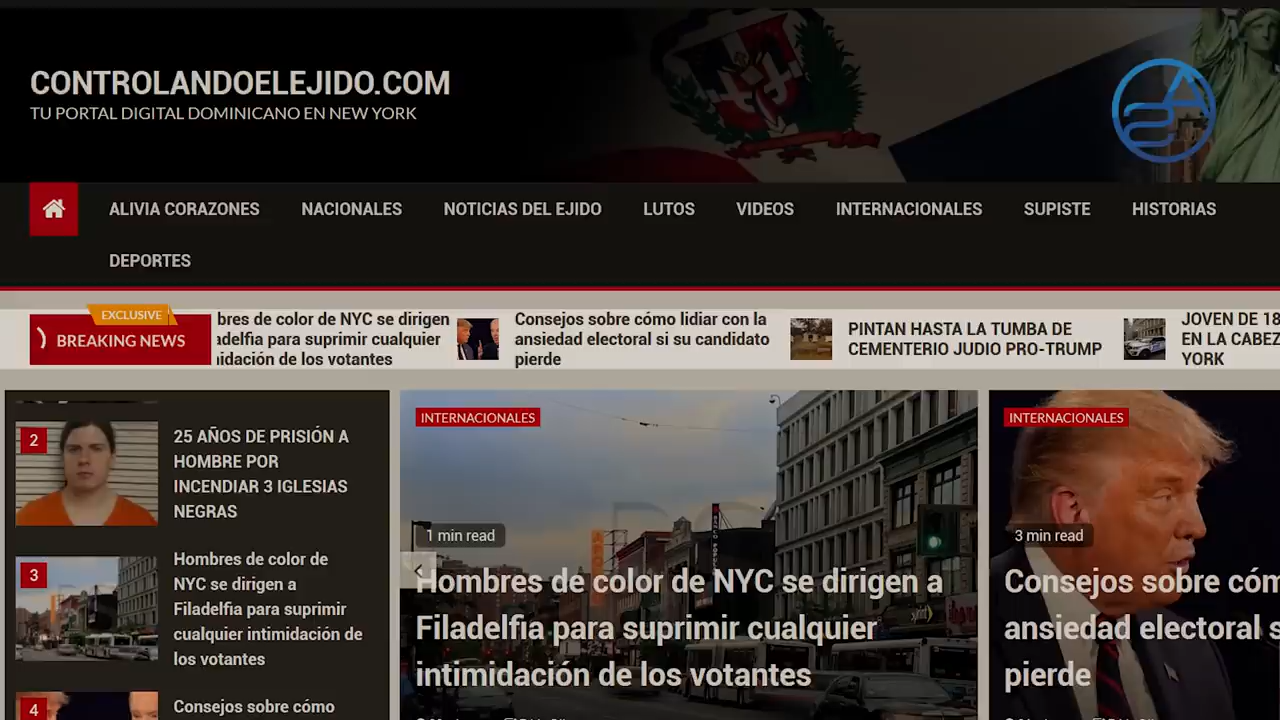 CONTROLANDOELEJIDO.COM
TU PORTAL DIGITAL DOMINICANO EN NEW YORK
ALIVIA CORAZONES
NACIONALES
NOTICIAS DEL EJIDO
LUTOS
VIDEOS
INTERNACIONALES
SUPISTE
HISTORIAS
DEPORTES
EXCLUSIVE
BREAKING NEWS
bres de color de NYC se dirigen
adelfia para suprimir cualquier
idación de los votantes
Consejos sobre cómo lidiar con la
ansiedad electoral si su candidato
pierde
PINTAN HASTA LA TUMBA DE
CEMENTERIO JUDIO PRO-TRUMP
JOVEN DE 18
EN LA CABEZ
YORK
2
25 AÑOS DE PRISIÓN A
HOMBRE POR
INCENDIAR 3 IGLESIAS
NEGRAS
3
Hombres de color de
NYC se dirigen a
Filadelfia para suprimir
cualquier intimidación de
los votantes
4
Consejos sobre cómo
INTERNACIONALES
1 min read
Hombres de color de NYC se dirigen a
Filadelfia para suprimir cualquier
intimidación de los votantes
INTERNACIONALES
3 min read
Consejos sobre cóm
ansiedad electoral s
pierde